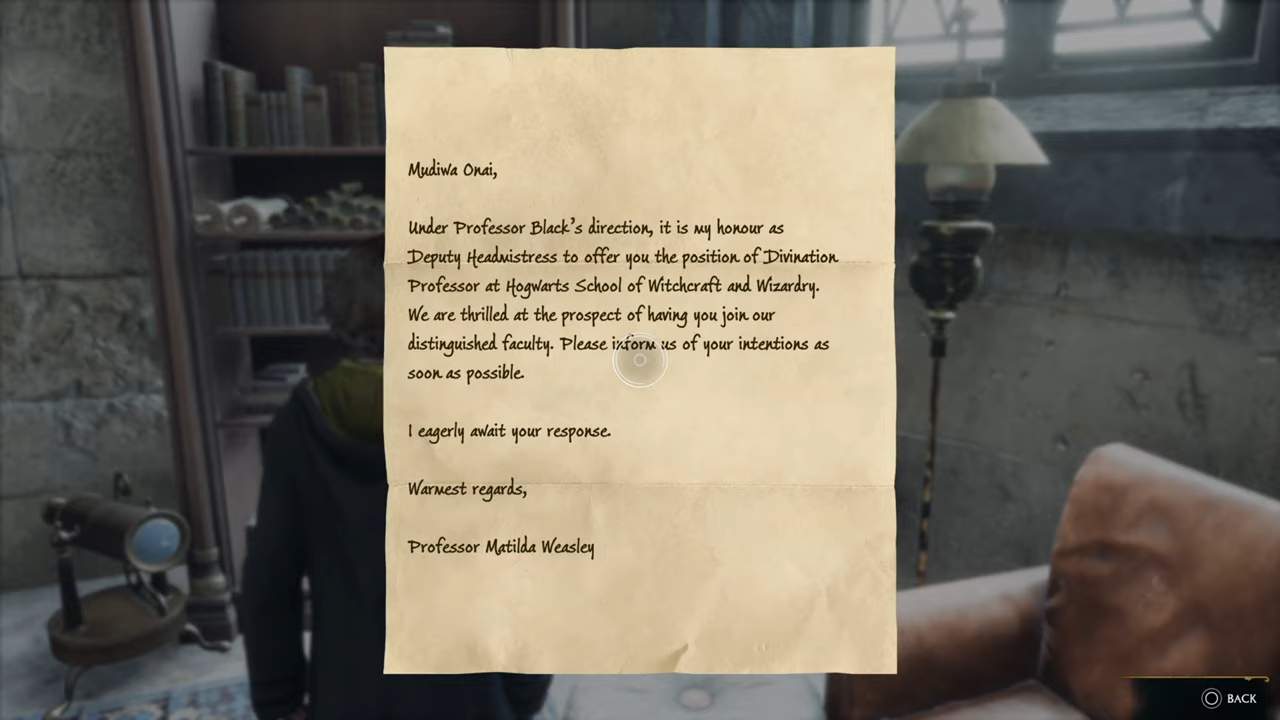 Mudiwa Onai,
Under Professor Black's direction, it is my honour as
Deputy Headmistress to offer you the position of Divination
Professor at Hogwarts School of Witchcraft and Wizardry.
We are thrilled at the prospect of having you join our
distinguished faculty. Please inform us of your intentions as
soon as possible.
I eagerly await your response.
Warmest regards,
Professor Matilda Weasley
BACK